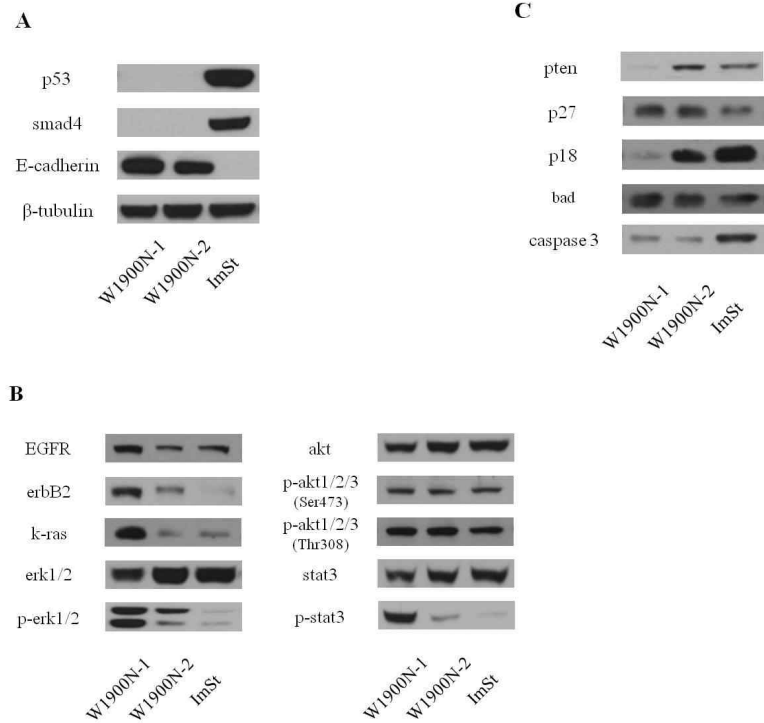 A
p53
smad4
E-cadherin
β-tubulin
W1900N-1
W1900N-2
ImSt
C
pten
p27
p18
bad
caspase 3
W1900N-1
W1900N-2
ImSt
B
EGFR
erbB2
k-ras
erk1/2
p-erk1/2
W1900N-1
W1900N-2
ImSt
akt
p-akt1/2/3
(Ser473)
p-akt1/2/3
(Thr308)
stat3
p-stat3
W1900N-1
W1900N-2
ImSt